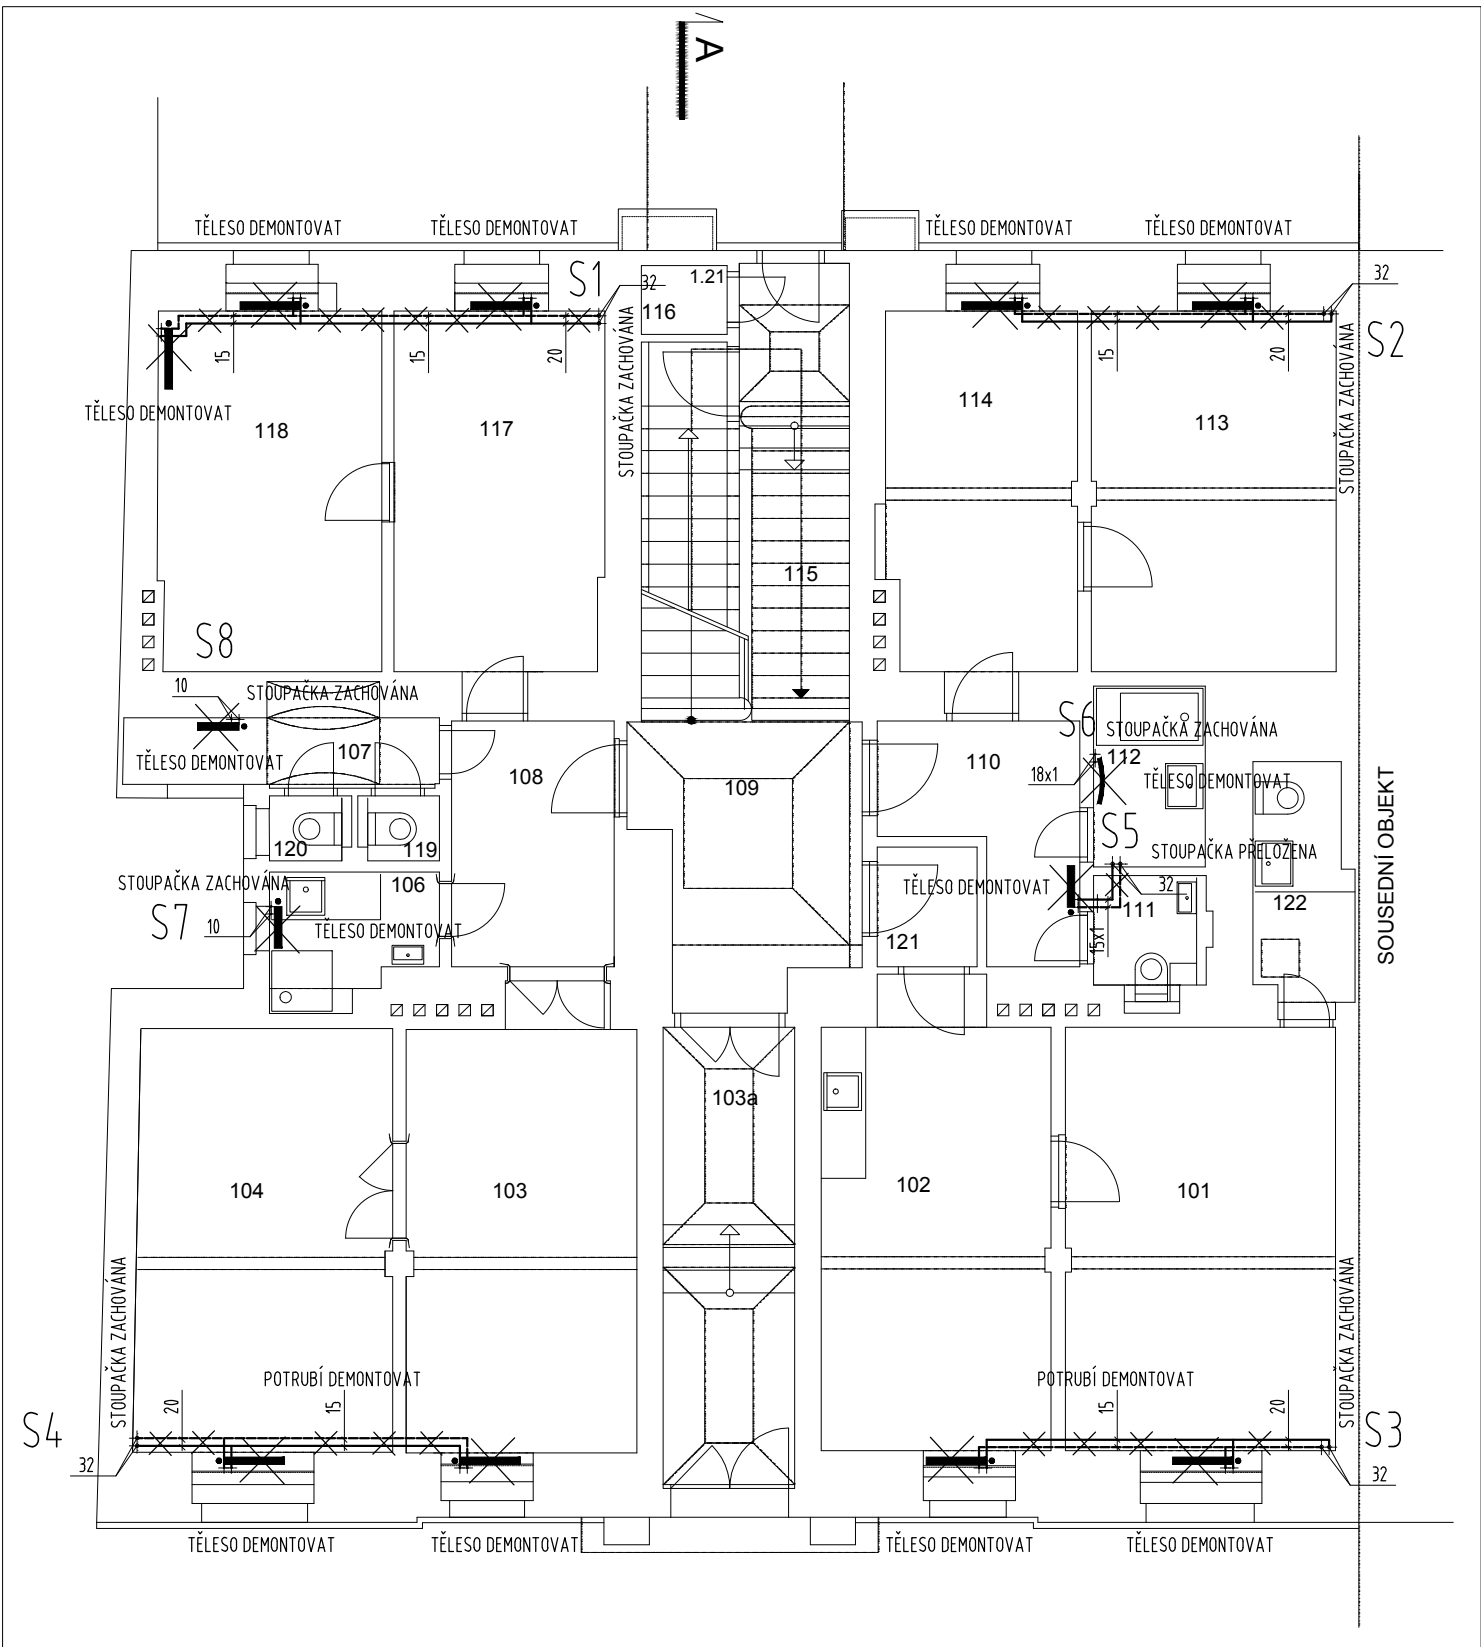 A
TĚLESO DEMONTOVAT
TĚLESO DEMONTOVAT
TĚLESO DEMONTOVAT
TĚLESO DEMONTOVAT
S1
32
1.21
116
32
S2
15
15
20
15
20
STOUPAČKA ZACHOVÁNA
STOUPAČKA ZACHOVÁNA
TĚLESO DEMONTOVAT
118
117
114
113
115
S8
10
STOUPAČKA ZACHOVÁNA
TĚLESO DEMONTOVAT
107
108
109
110
S6
STOUPAČKA ZACHOVÁNA
112
18x1
TĚLESO DEMONTOVAT
SOUSEDNÍ OBJEKT
S5
120
119
STOUPAČKA PŘELOŽENA
STOUPAČKA ZACHOVÁNA
106
TĚLESO DEMONTOVAT
32
S7
10
TĚLESO DEMONTOVAT
121
15x1
111
122
103a
104
103
102
101
STOUPAČKA ZACHOVÁNA
STOUPAČKA ZACHOVÁNA
POTRUBÍ DEMONTOVAT
POTRUBÍ DEMONTOVAT
20
15
15
20
S4
S3
32
32
TĚLESO DEMONTOVAT
TĚLESO DEMONTOVAT
TĚLESO DEMONTOVAT
TĚLESO DEMONTOVAT